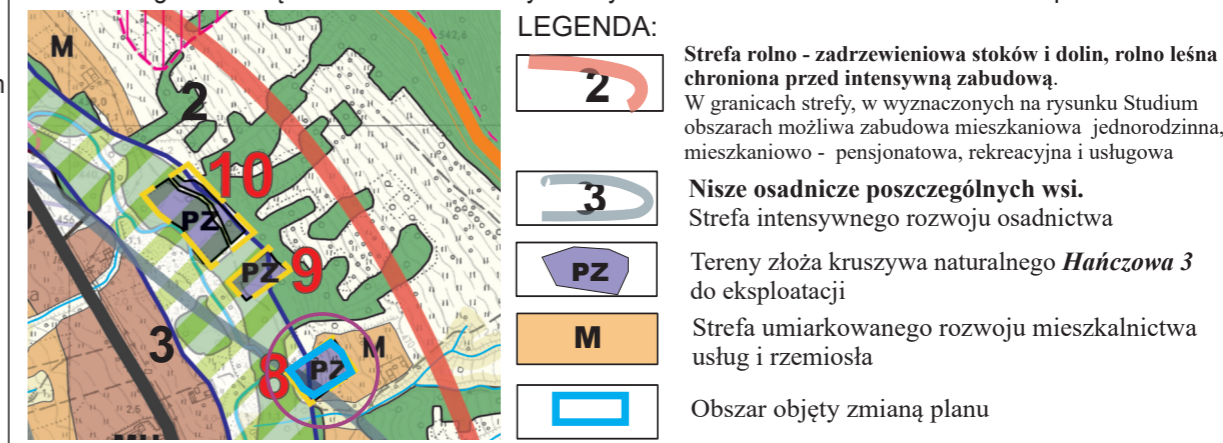 LEGENDA:
M
542,6
2
10
PZ
PZ
9
3
8
PZ
M
2
Strefa rolno - zadrzewieniowa stoków i dolin, rolno leśna
chroniona przed intensywną zabudową.
W granicach strefy, w wyznaczonych na rysunku Studium
obszarach możliwa zabudowa mieszkaniowa jednorodzinna,
mieszkaniowo - pensjonatowa, rekreacyjna i usługowa
3
Nisze osadnicze poszczególnych wsi.
Strefa intensywnego rozwoju osadnictwa
PZ
Tereny złoża kruszywa naturalnego Hańczowa 3
do eksploatacji
M
Strefa umiarkowanego rozwoju mieszkalnictwa
usług i rzemiosła
Obszar objęty zmianą planu